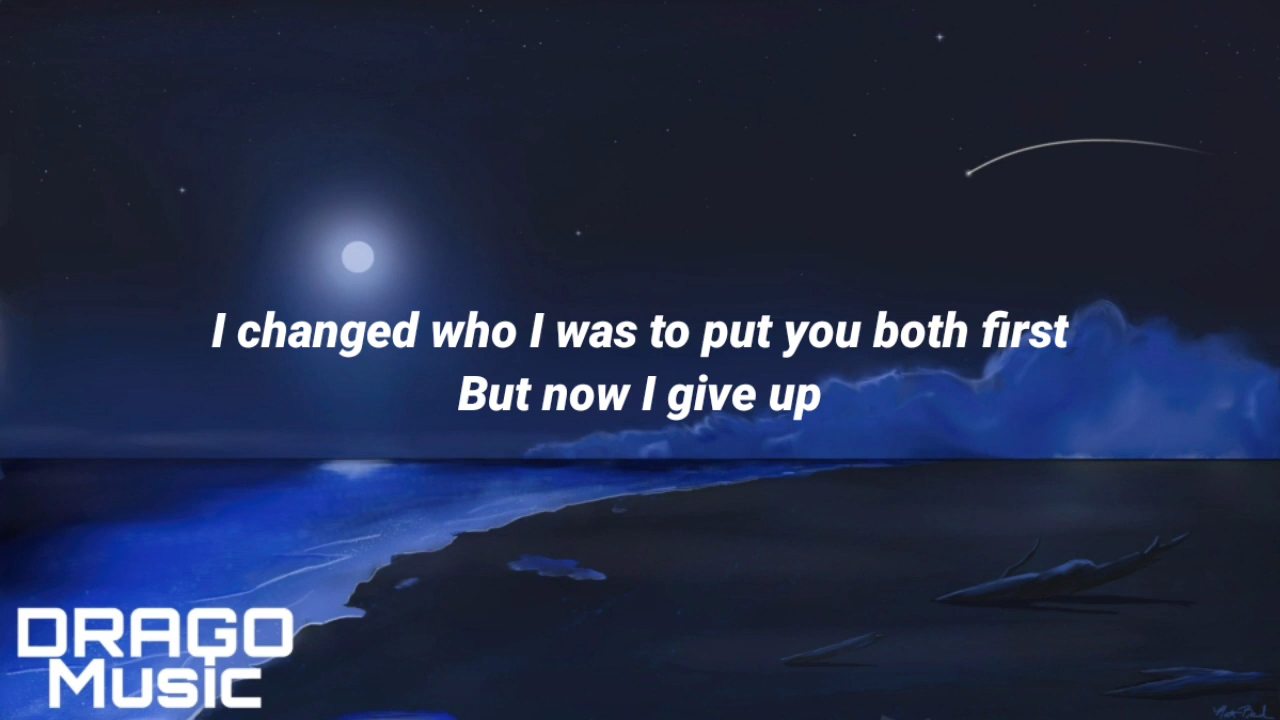 I changed who I was to put you both first
But now I give up
DRAGO
Music